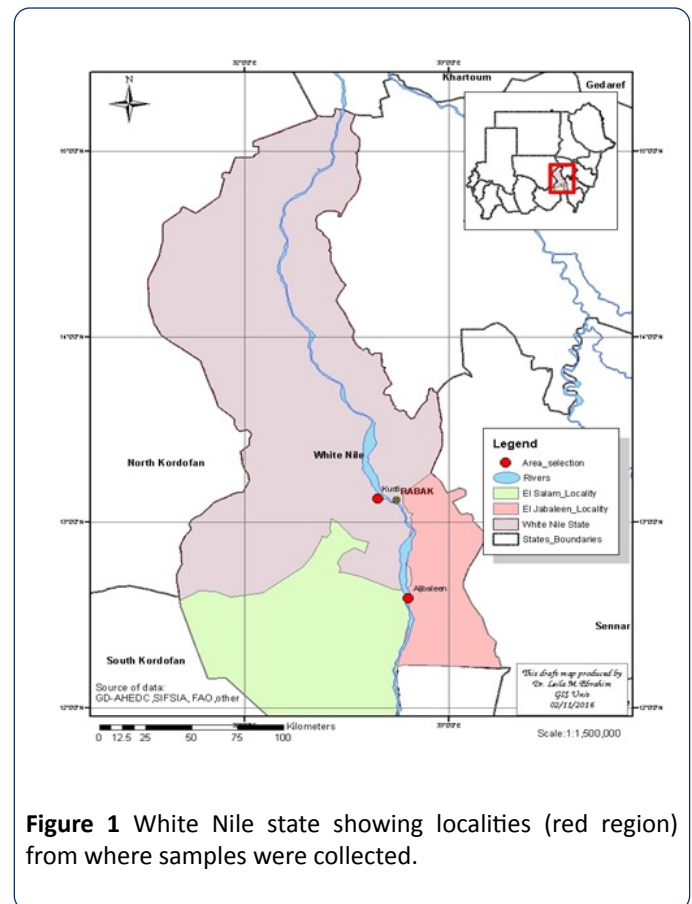 N
Khartoum
Gedaref
White Nile
North Kordofan
RABAK
Aljbaleen
South Kordofan
Sennar
Legend
Area_selection
Rivers
El Salam_Locality
El Jabaleen_Locality
White Nile State
States_Boundaries
Source of data:
GD-AHEDC,SIFSIA, FAO,other
This draft map produced by
Dr. Leila M. Ebrahim
GIS Unit
02/11/2016
Kilometers
0 12.5 25 50 75 100
Scale:1:1,500,000
Figure 1 White Nile state showing localities (red region)
from where samples were collected.